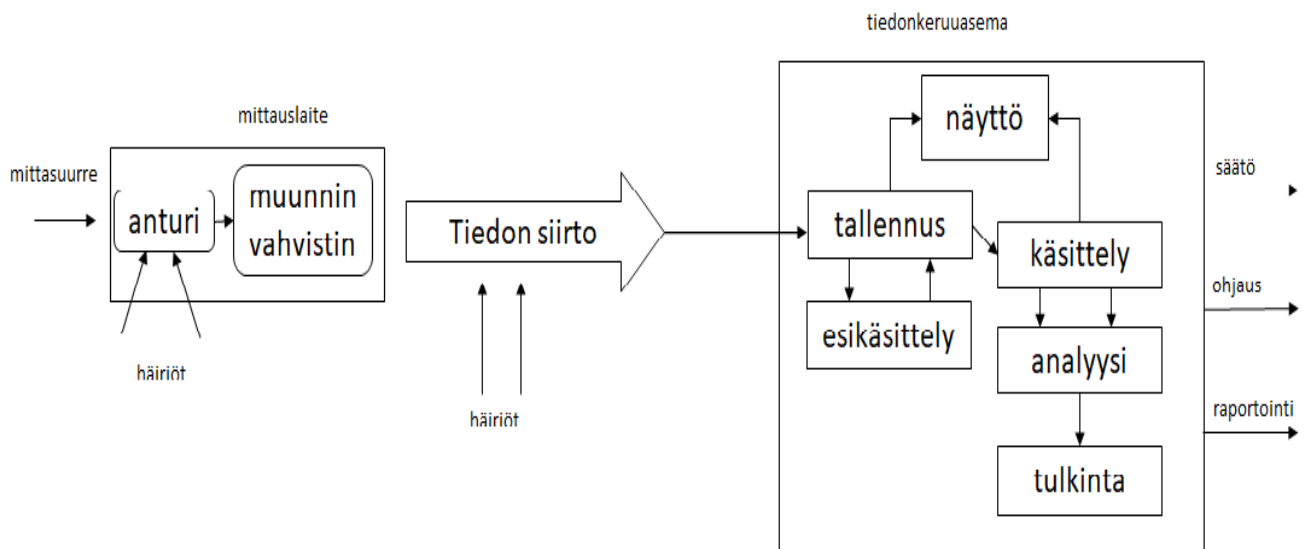 tiedonkeruuasema
mittauslaite
mittasuurre
anturi
muunnin
vahvistin
häiriöt
Tiedon siirto
häiriöt
näyttö
tallennus
esikäsittely
käsittely
analyysi
tulkinta
säätö
ohjaus
raportointi